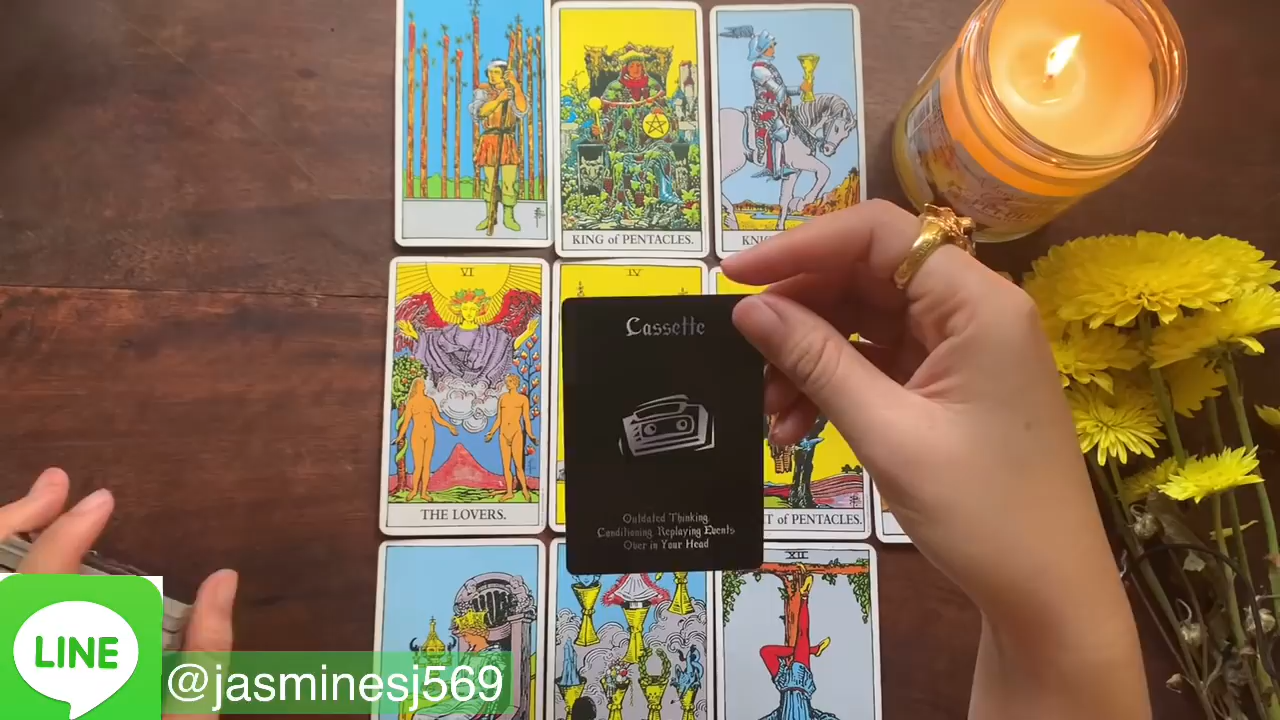 KING of PENTACLES.
VI
IV
Cassette
Outdated Thinking,
Conditioning, Replaying Events
Over in Your Head
THE LOVERS.
of PENTACLES.
XII
LINE
@jasminesj569